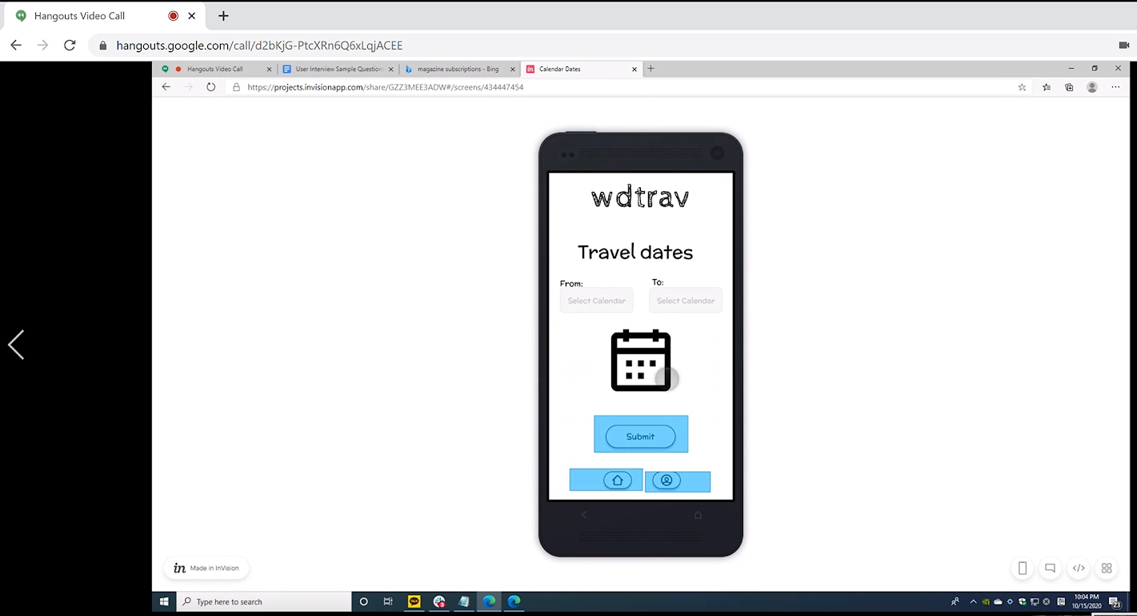 Hangouts Video Call
hangouts.google.com/call/d2bKjG-PtcXRn6Q6xLqjACEE
Hangouts Video Call
User Interview Sample Question
magazine subscriptions - Bing
Calendar Dates
https://projects.invisionapp.com/share/GZZ3MEE3ADW#/screens/434447454
wdtrav
Travel dates
From:
To:
Select Calendar
Select Calendar
Submit
in Made in InVision
Type here to search
10:04 PM
10/15/2020